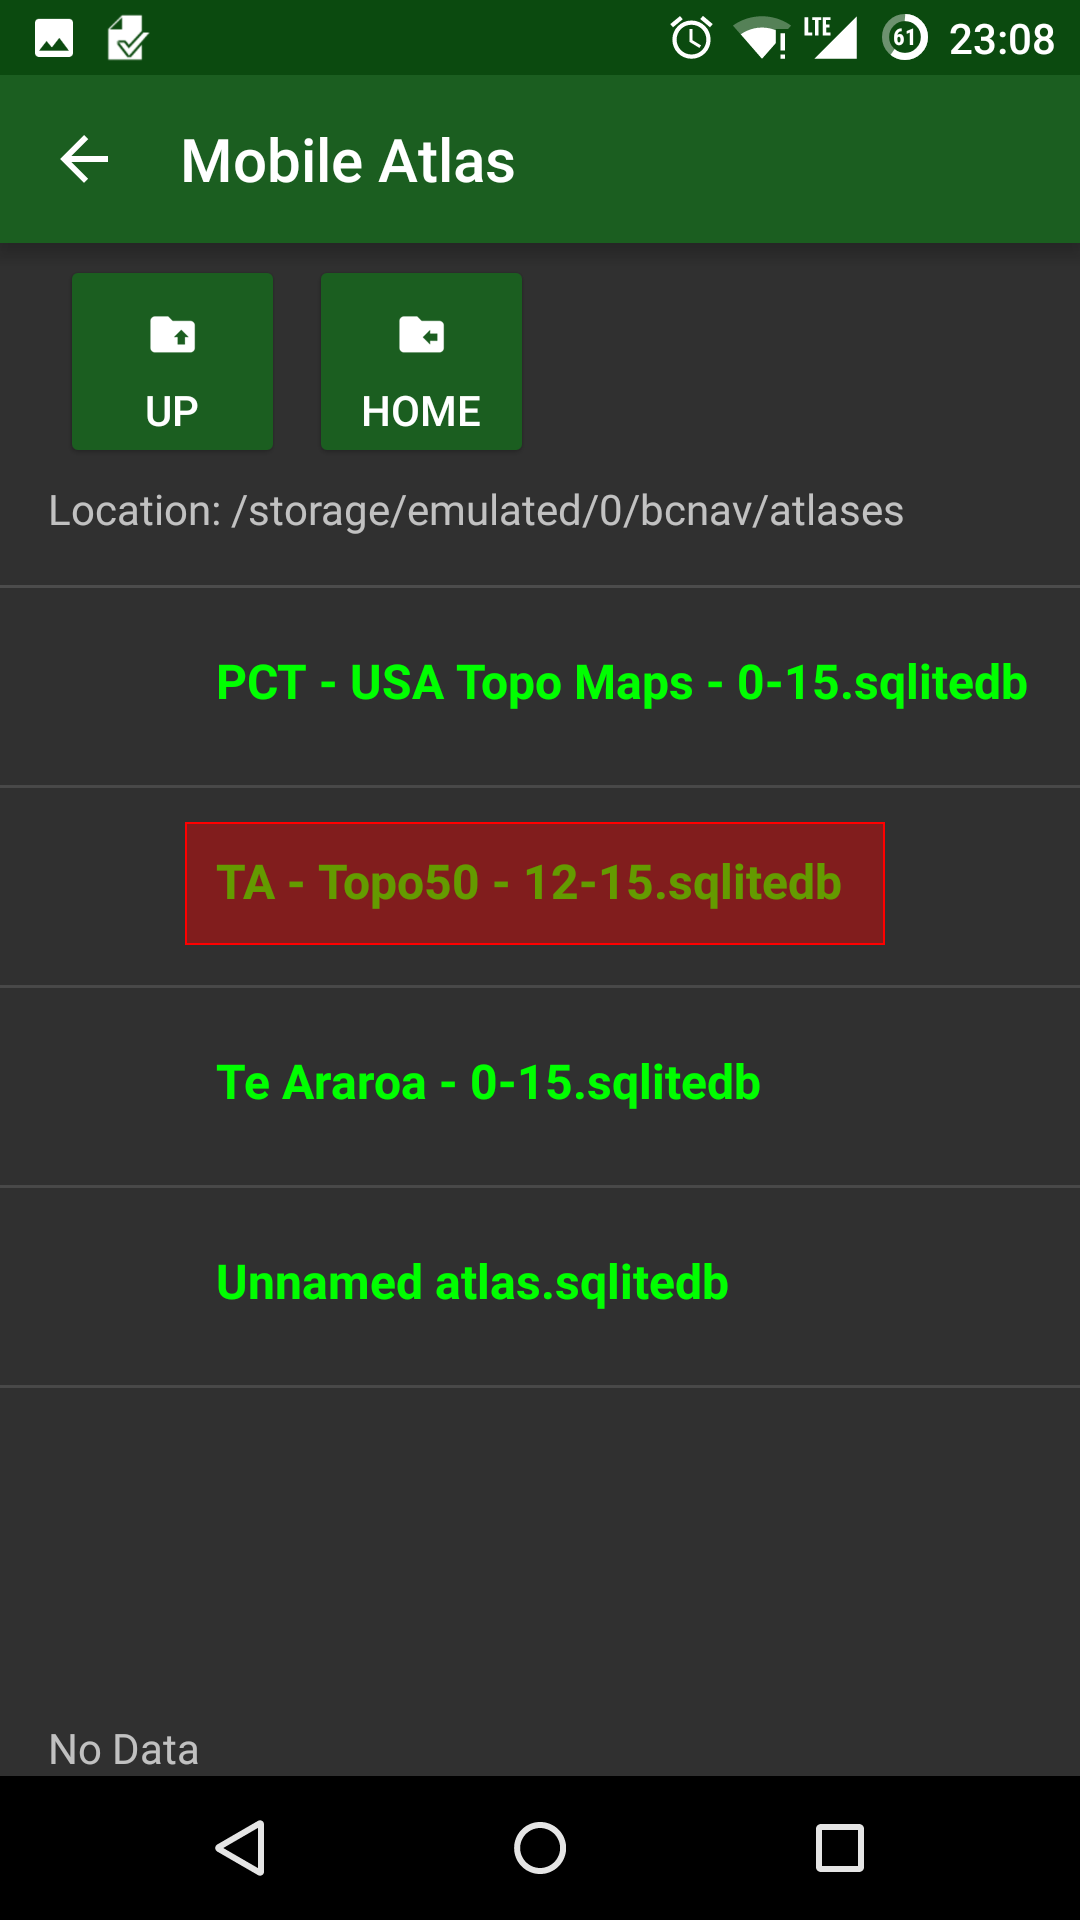 LTE 61 23:08
Mobile Atlas
UP HOME
Location: /storage/emulated/0/bcnav/atlases
PCT - USA Topo Maps - 0-15.sqlitedb
TA - Topo50 - 12-15.sqlitedb
Te Araroa - 0-15.sqlitedb
Unnamed atlas.sqlitedb
No Data